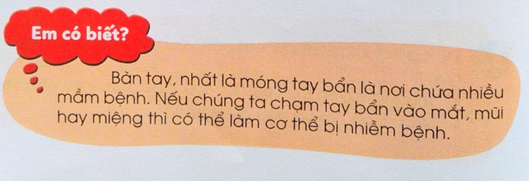 Em có biết?
Bàn tay, nhất là móng tay bẩn là nơi chứa nhiều
mầm bệnh. Nếu chúng ta chạm tay bẩn vào mắt, mũi
hay miệng thì có thể làm cơ thể bị nhiễm bệnh.